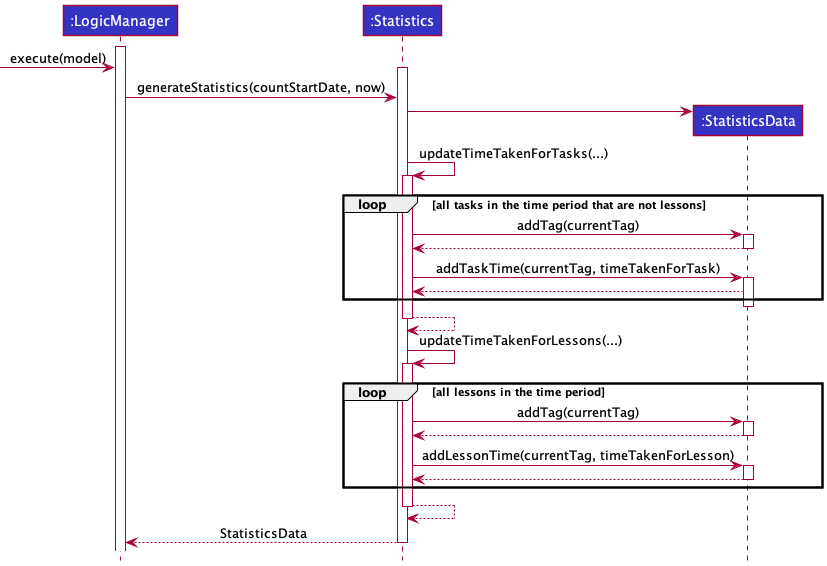 :LogicManager
:Statistics
execute(model)
generateStatistics(countStartDate, now)
:StatisticsData
updateTimeTakenForTasks(...)
loop
[all tasks in the time period that are not lessons]
addTag(currentTag)
addTaskTime(currentTag, timeTakenForTask)
updateTimeTakenForLessons(...)
loop
[all lessons in the time period]
addTag(currentTag)
addLessonTime(currentTag, timeTakenForLesson)
StatisticsData